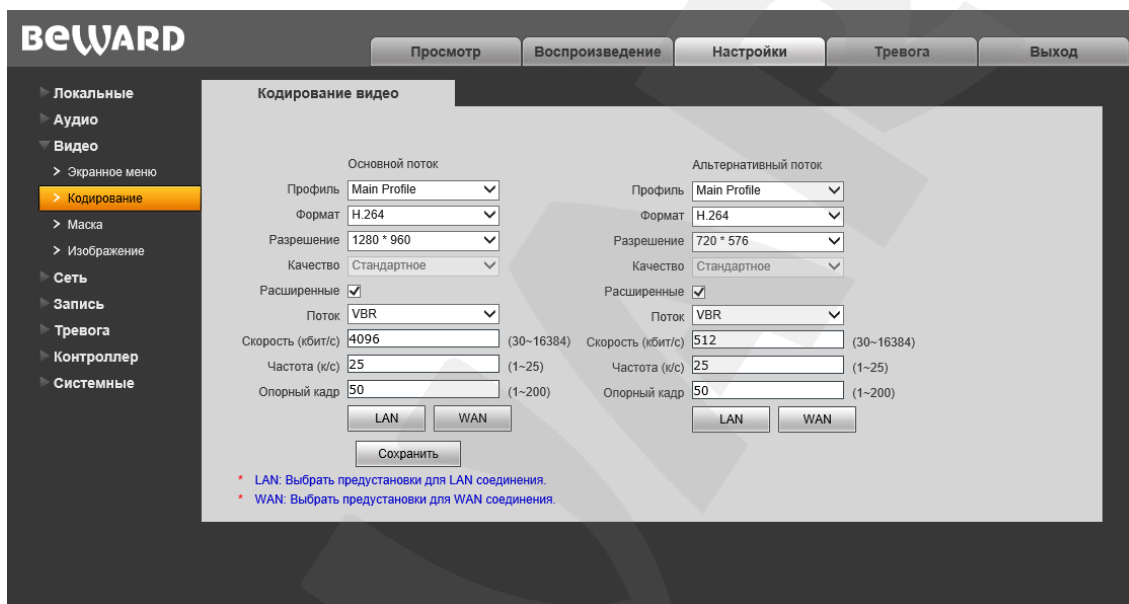 BEWARD
Просмотр Воспроизведение Настройки Тревога Выход
Локальные
Аудио
Видео
> Экранное меню
> Кодирование
> Маска
> Изображение
Сеть
Запись
Тревога
Контроллер
Системные
Кодирование видео
Основной поток
Профиль Main Profile
Формат H.264
Разрешение 1280 * 960
Качество Стандартное
Расширенные
Поток VBR
Скорость (кбит/с) 4096 (30~16384)
Частота (к/с) 25 (1~25)
Опорный кадр 50 (1~200)
LAN WAN
Альтернативный поток
Профиль Main Profile
Формат H.264
Разрешение 720 * 576
Качество Стандартное
Расширенные
Поток VBR
Скорость (кбит/с) 512 (30~16384)
Частота (к/с) 25 (1~25)
Опорный кадр 50 (1~200)
LAN WAN
Сохранить
* LAN: Выбрать предустановки для LAN соединения.
* WAN: Выбрать предустановки для WAN соединения.